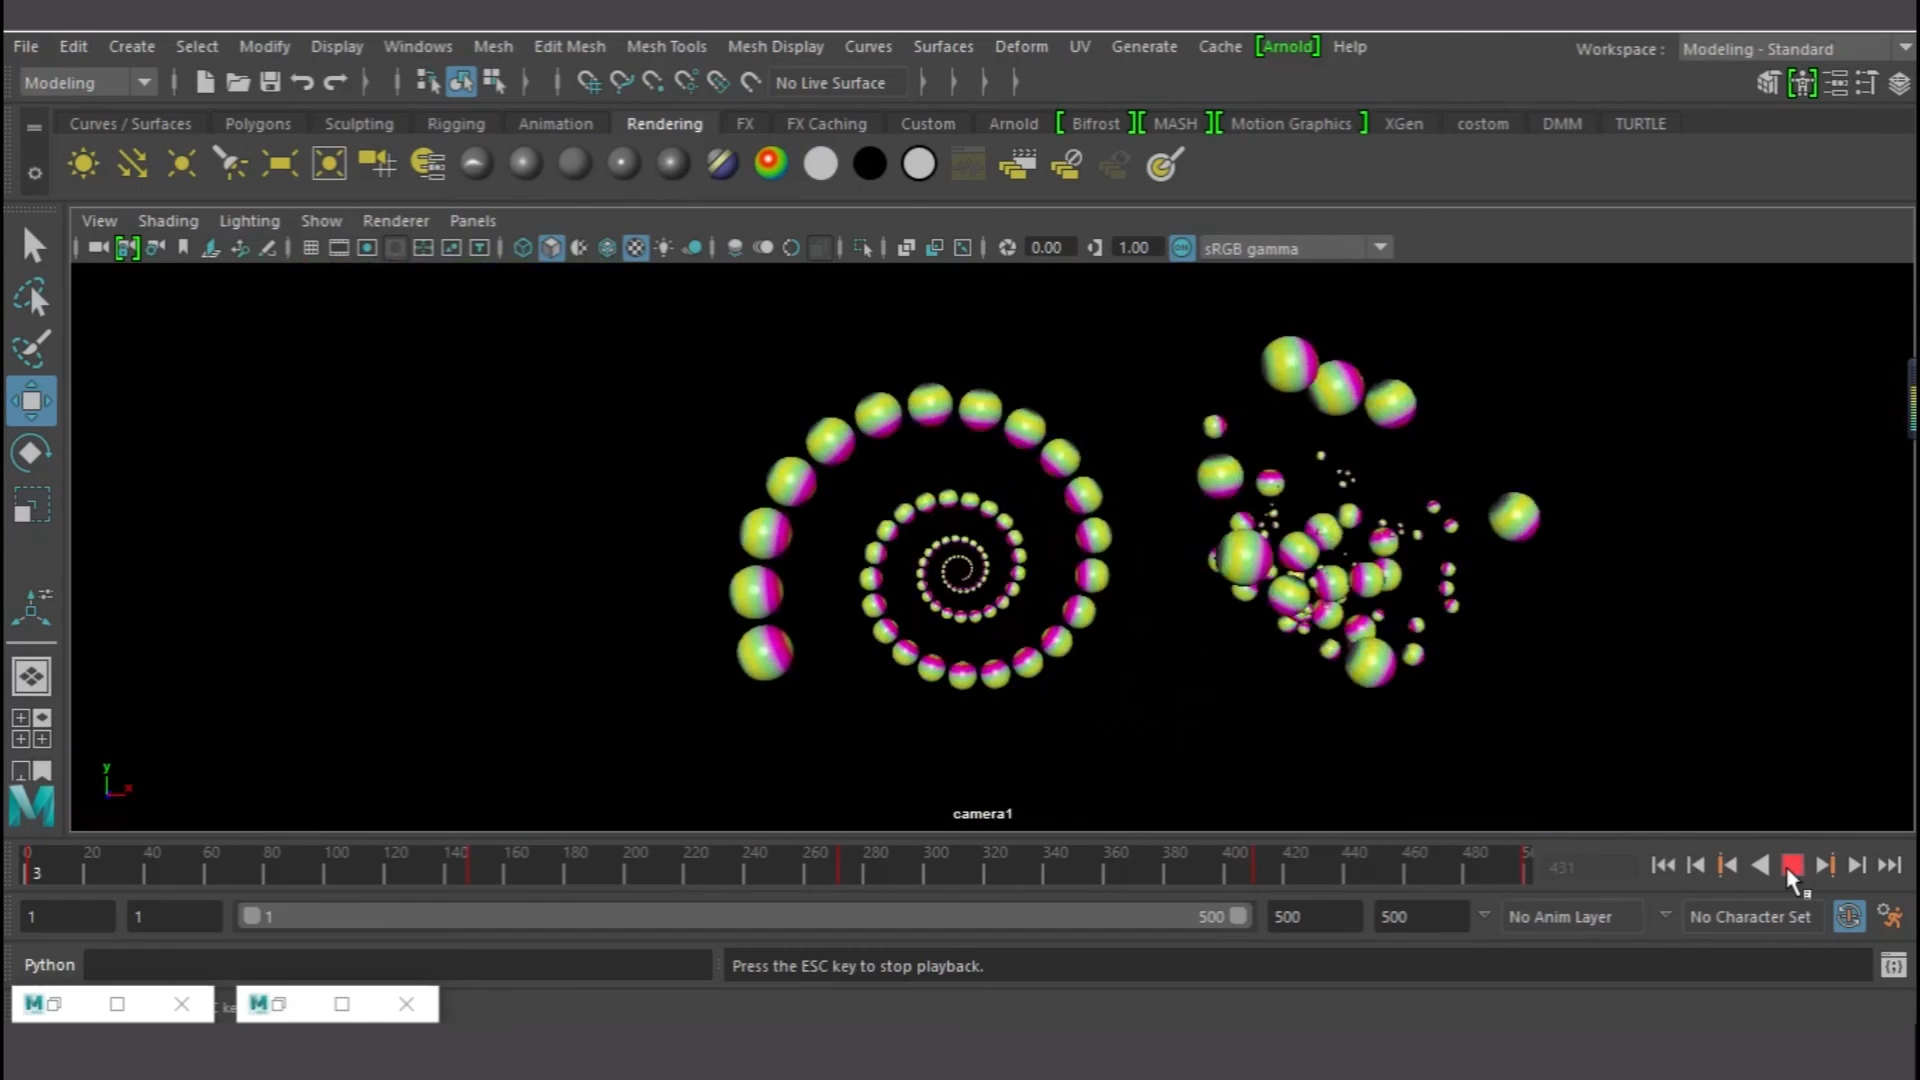 File Edit Create Select Modify Display Windows Mesh Edit Mesh Mesh Tools Mesh Display Curves Surfaces Deform UV Generate Cache [Arnold] Help Workspace : Modeling - Standard
Modeling No Live Surface
Curves / Surfaces Polygons Sculpting Rigging Animation Rendering FX FX Caching Custom Arnold [ Bifrost ][ MASH ][ Motion Graphics ] XGen costom DMM TURTLE
View Shading Lighting Show Renderer Panels
0.00 1.00 ON sRGB gamma
y
x
camera1
0 20 40 60 80 100 120 140 160 180 200 220 240 260 280 300 320 340 360 380 400 420 440 460 480 50
3 431
1 1 1 500 500 500 No Anim Layer No Character Set
Python Press the ESC key to stop playback.
M M